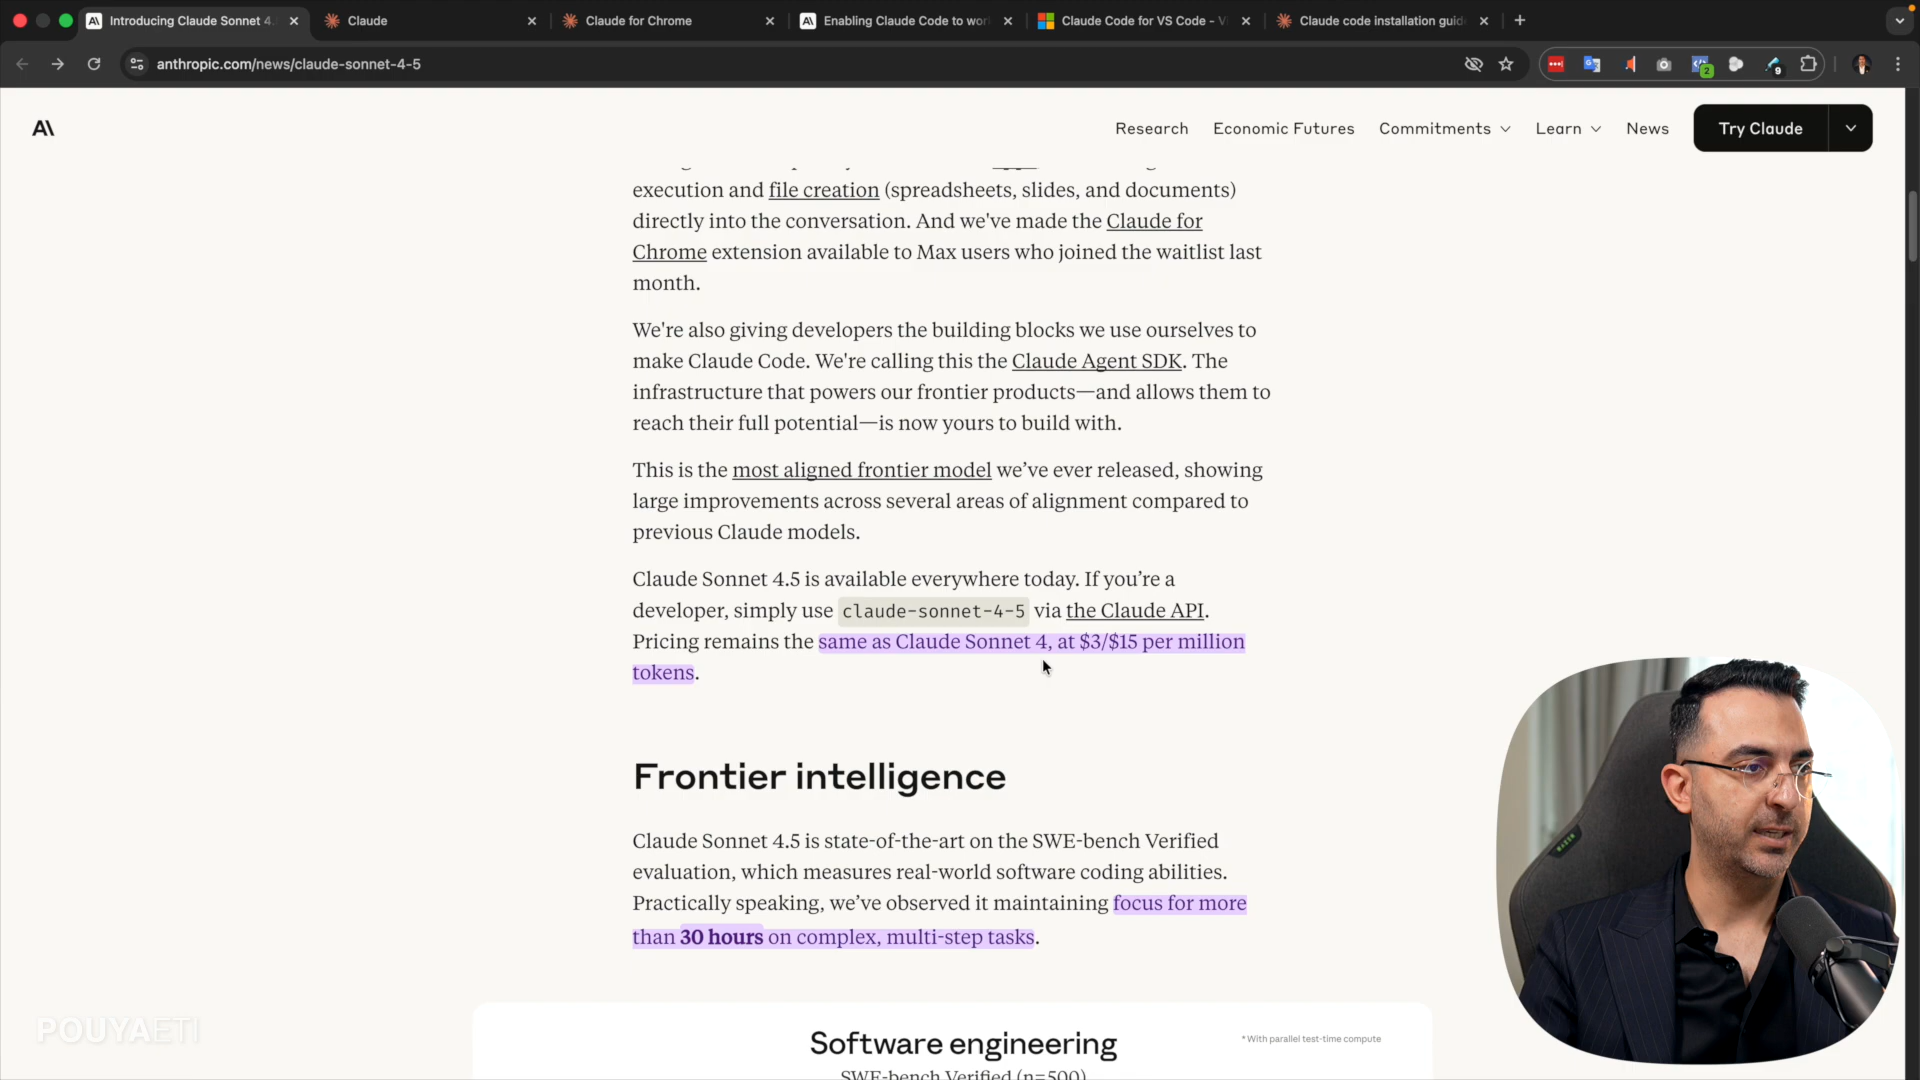 Introducing Claude Sonnet 4.
Claude
Claude for Chrome
Enabling Claude Code to wor
Claude Code for VS Code - V
Claude code installation guid
anthropic.com/news/claude-sonnet-4-5
2
9
Research
Economic Futures
Commitments
Learn
News
Try Claude
execution and file creation (spreadsheets, slides, and documents)
directly into the conversation. And we've made the Claude for
Chrome extension available to Max users who joined the waitlist last
month.
We're also giving developers the building blocks we use ourselves to
make Claude Code. We're calling this the Claude Agent SDK. The
infrastructure that powers our frontier products—and allows them to
reach their full potential—is now yours to build with.
This is the most aligned frontier model we’ve ever released, showing
large improvements across several areas of alignment compared to
previous Claude models.
Claude Sonnet 4.5 is available everywhere today. If you’re a
developer, simply use claude-sonnet-4-5 via the Claude API.
Pricing remains the same as Claude Sonnet 4, at $3/$15 per million
tokens.
Frontier intelligence
Claude Sonnet 4.5 is state-of-the-art on the SWE-bench Verified
evaluation, which measures real-world software coding abilities.
Practically speaking, we’ve observed it maintaining focus for more
than 30 hours on complex, multi-step tasks.
Software engineering
* With parallel test-time compute
SWE-bench Verified (n=500)
POUYAETI